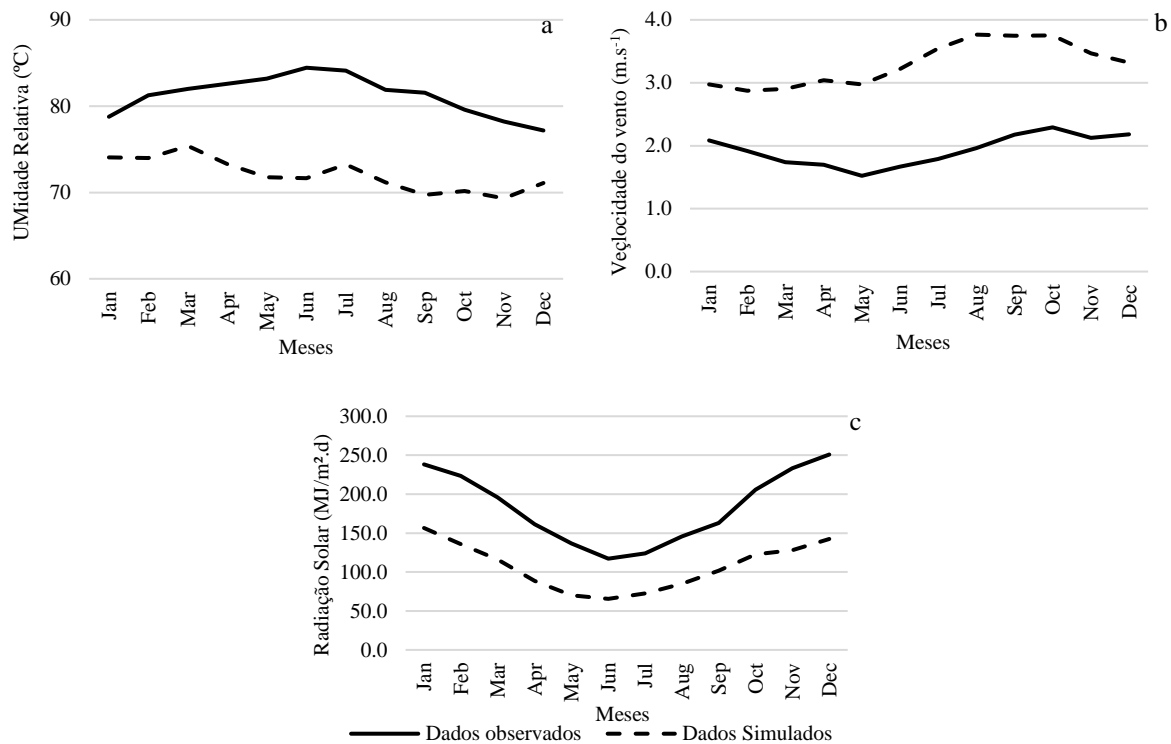 a
UMidade Relativa (ºC)
90
80
70
60
Jan Feb Mar Apr May Jun Jul Aug Sep Oct Nov Dec
Meses
b
Veçlocidade do vento (m.s⁻¹)
4.0
3.0
2.0
1.0
0.0
Jan Feb Mar Apr May Jun Jul Aug Sep Oct Nov Dec
Meses
c
Radiação Solar (MJ/m².d)
300.0
250.0
200.0
150.0
100.0
50.0
0.0
Jan Feb Mar Apr May Jun Jul Aug Sep Oct Nov Dec
Meses
Dados observados Dados Simulados